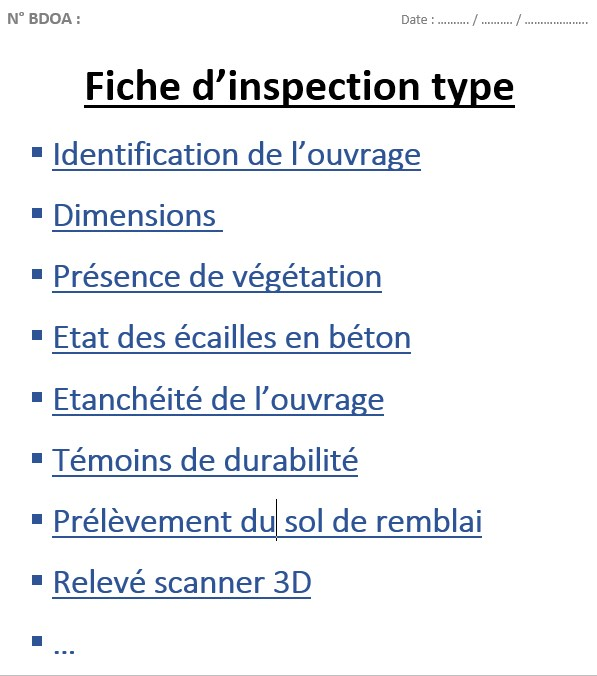 N° BDOA :
Date : .......... / .......... / ....................
Fiche d’inspection type
▪ Identification de l’ouvrage
▪ Dimensions
▪ Présence de végétation
▪ Etat des écailles en béton
▪ Etanchéité de l’ouvrage
▪ Témoins de durabilité
▪ Prélèvement du sol de remblai
▪ Relevé scanner 3D
▪ ...